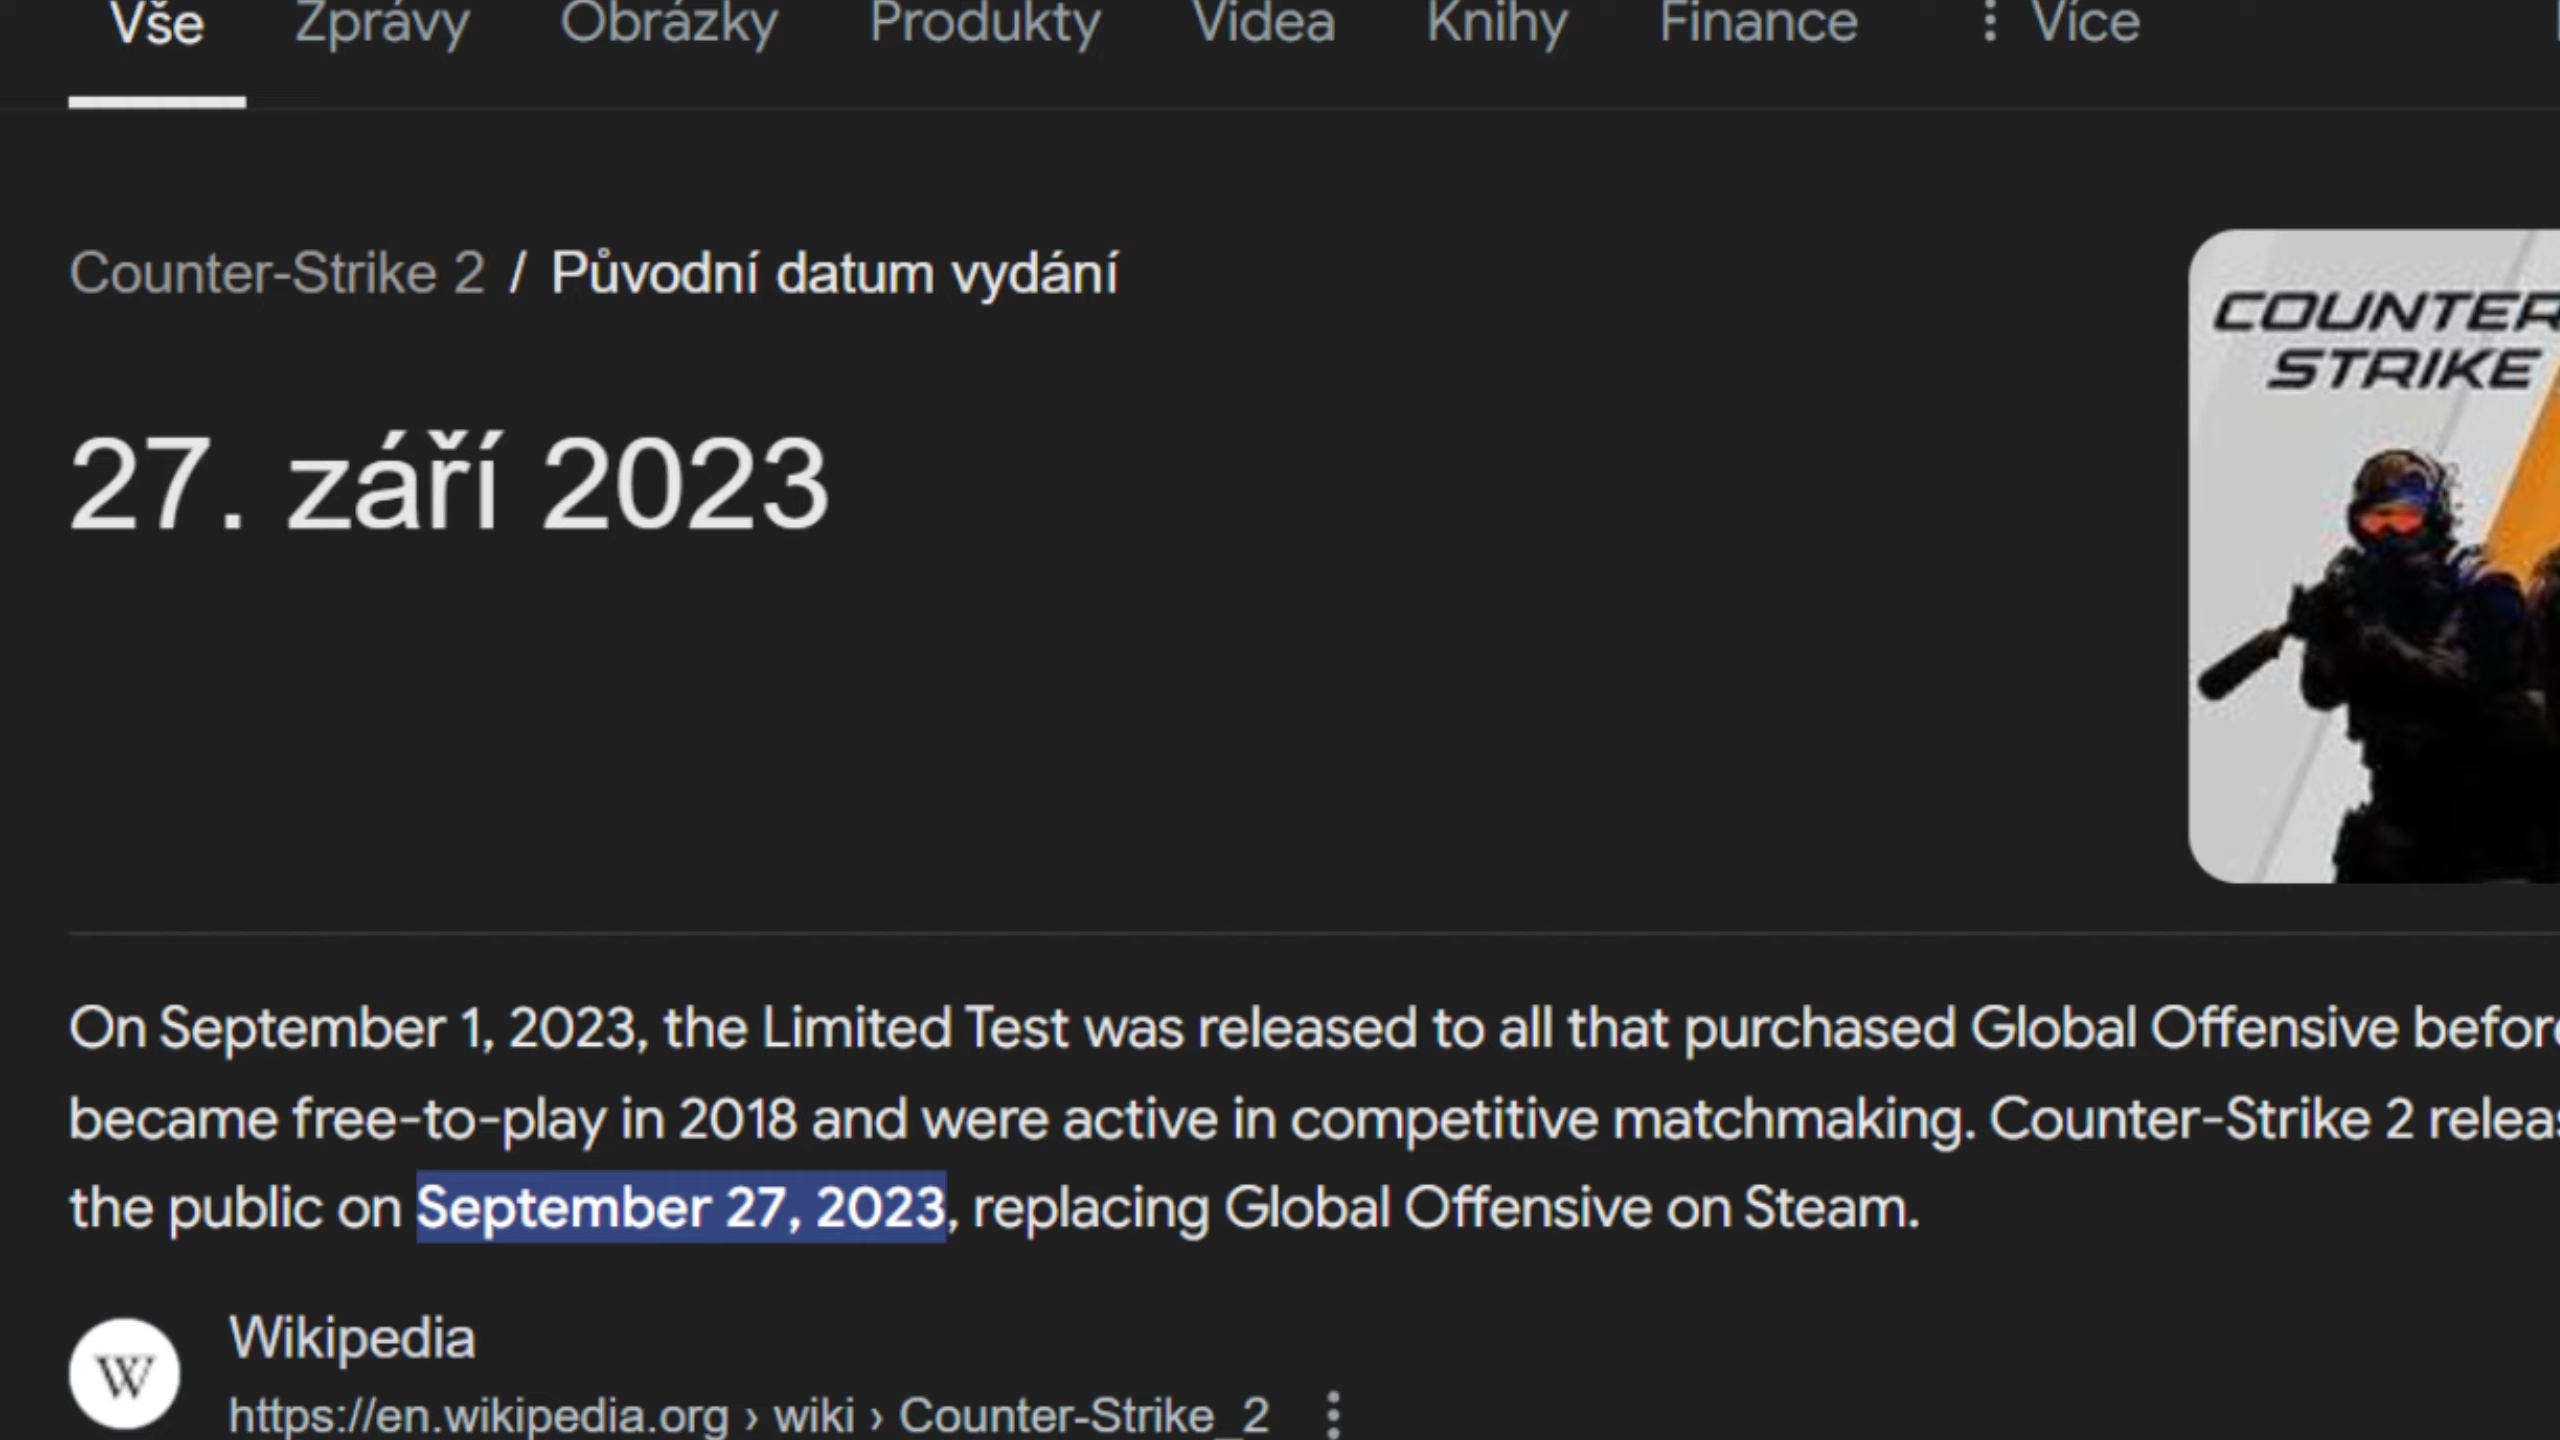 Vše Zprávy Obrázky Produkty Videa Knihy Finance Více
Counter-Strike 2 / Původní datum vydání
27. září 2023
COUNTER
STRIKE
On September 1, 2023, the Limited Test was released to all that purchased Global Offensive before
became free-to-play in 2018 and were active in competitive matchmaking. Counter-Strike 2 releas
the public on September 27, 2023, replacing Global Offensive on Steam.
W
Wikipedia
https://en.wikipedia.org › wiki › Counter-Strike_2